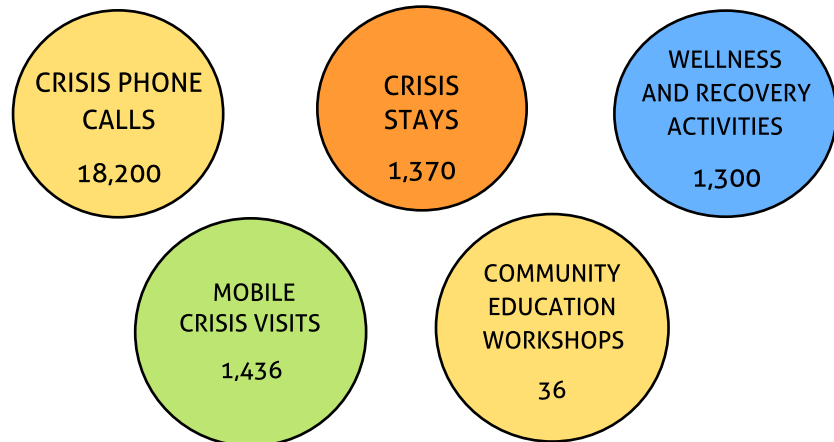 CRISIS PHONE
CALLS
18,200
CRISIS
STAYS
1,370
WELLNESS
AND RECOVERY
ACTIVITIES
1,300
MOBILE
CRISIS VISITS
1,436
COMMUNITY
EDUCATION
WORKSHOPS
36